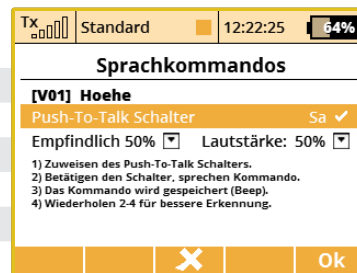 Tx Standard 12:22:25 64%
Sprachkommandos
[V01] Hoehe
Push-To-Talk Schalter Sa
Empfindlich 50% Lautstärke: 50%
1) Zuweisen des Push-To-Talk Schalters.
2) Betätigen den Schalter, sprechen Kommando.
3) Das Kommando wird gespeichert (Beep).
4) Wiederholen 2-4 für bessere Erkennung.
Ok